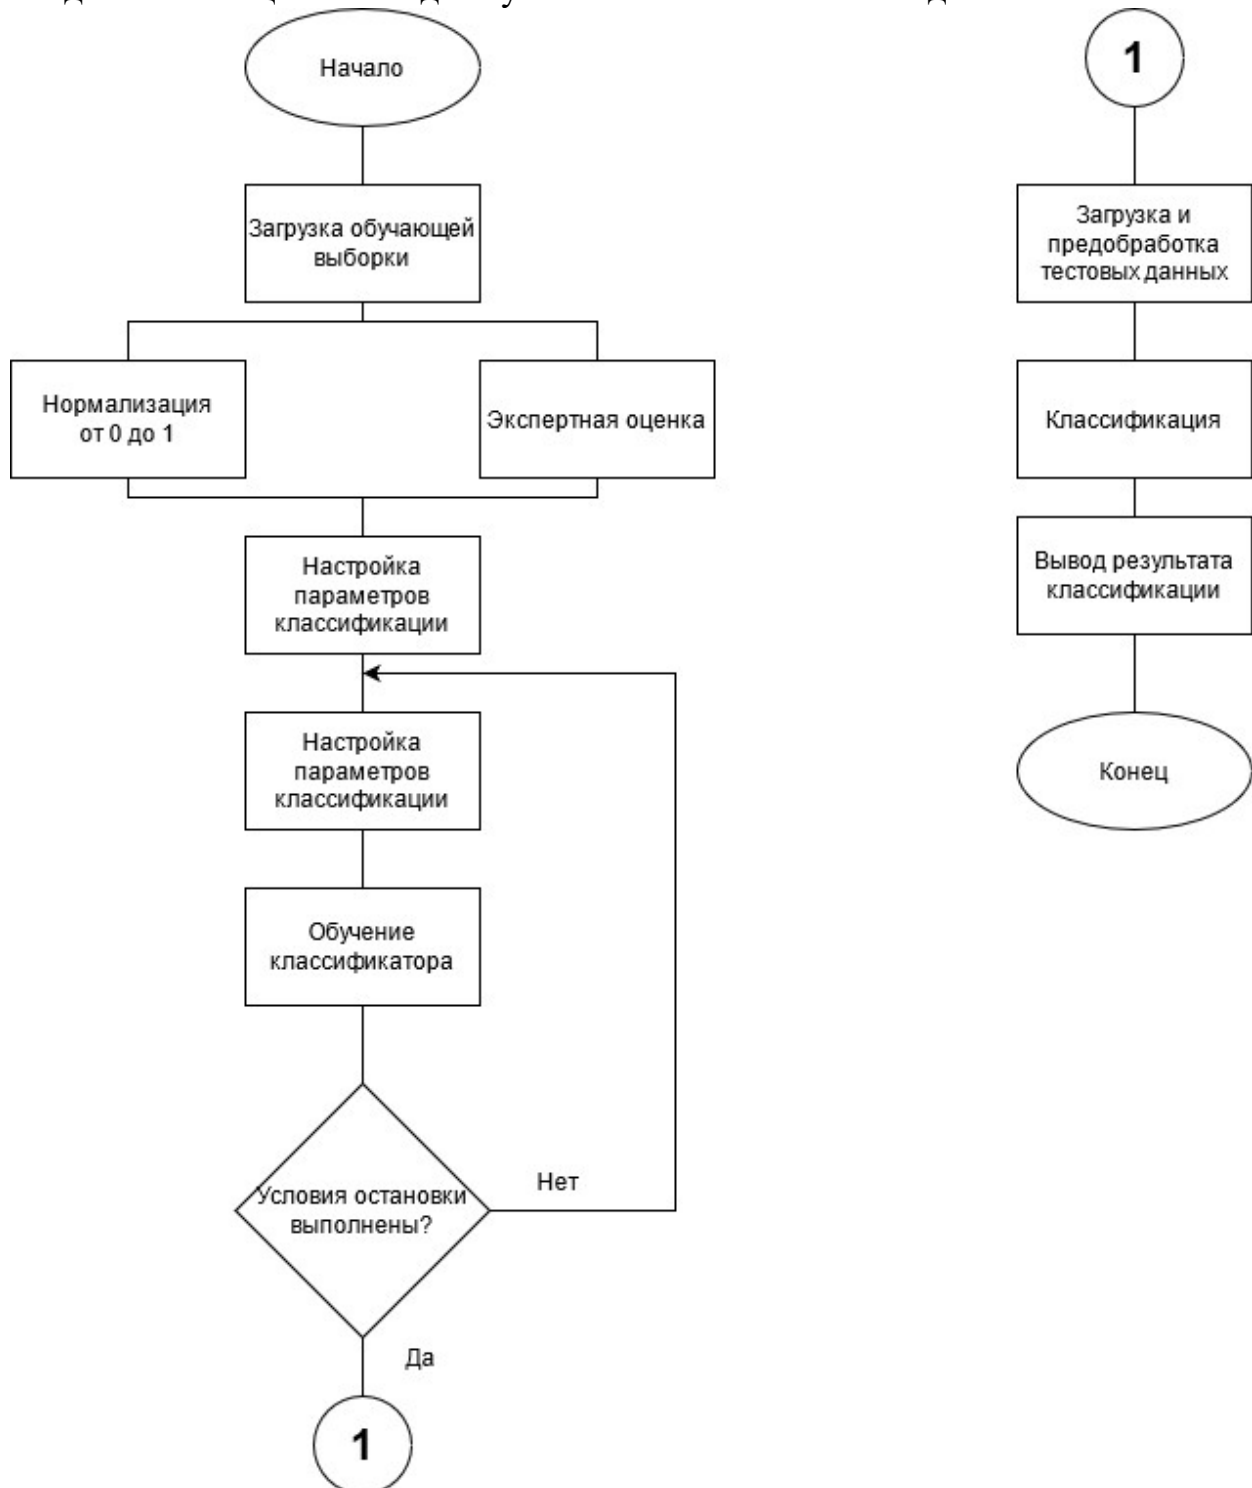 Начало
Загрузка обучающей
выборки
Нормализация
от 0 до 1
Экспертная оценка
Настройка
параметров
классификации
Настройка
параметров
классификации
Обучение
классификатора
Условия остановки
выполнены?
Нет
Да
1
1
Загрузка и
предобработка
тестовых данных
Классификация
Вывод результата
классификации
Конец